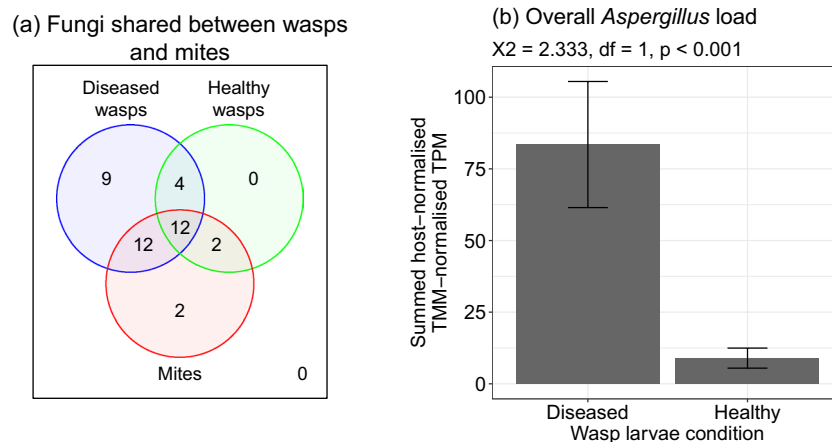 (a) Fungi shared between wasps
and mites
Diseased
wasps
Healthy
wasps
9
4
0
12
12
2
2
Mites
0
(b) Overall Aspergillus load
X2 = 2.333, df = 1, p < 0.001
Summed host−normalised
TMM−normalised TPM
100
75
50
25
0
Diseased
Healthy
Wasp larvae condition